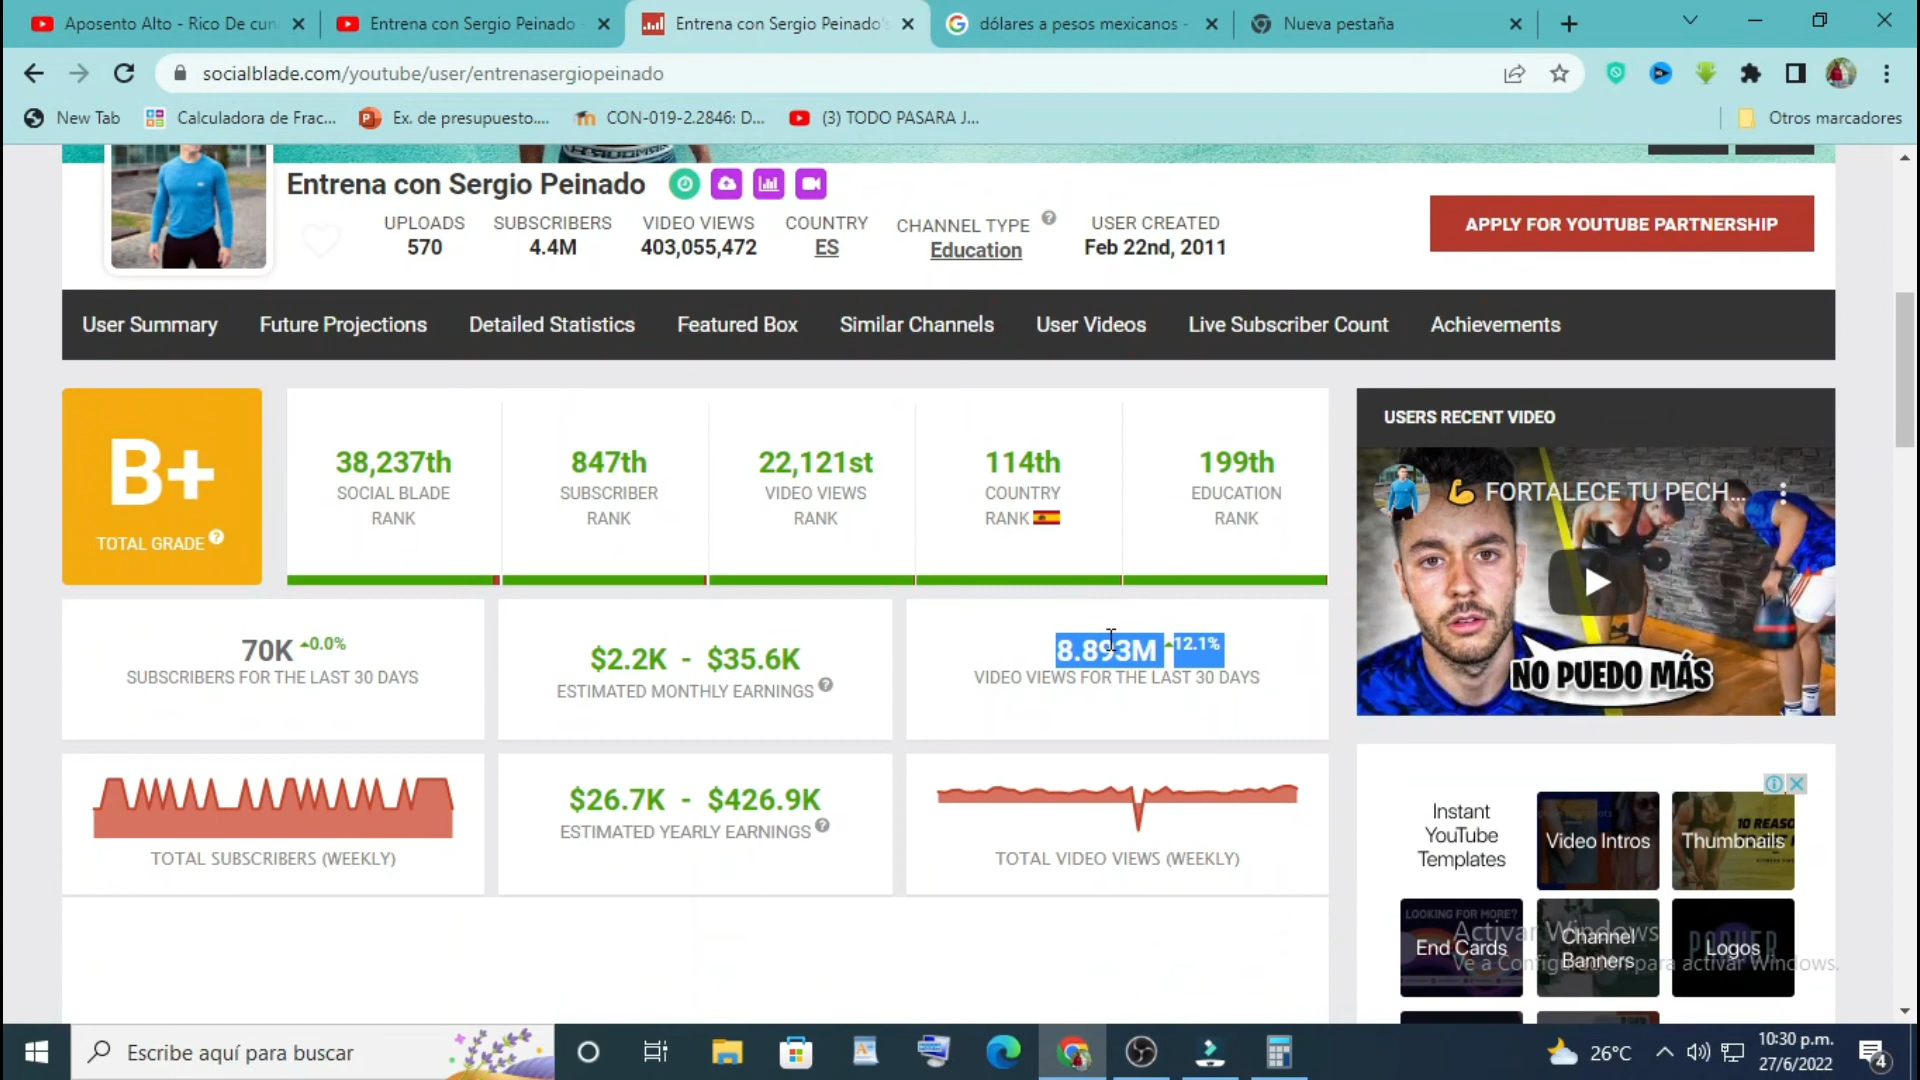 Aposento Alto - Rico De cun
Entrena con Sergio Peinado -
Entrena con Sergio Peinado's
dólares a pesos mexicanos -
Nueva pestaña
socialblade.com/youtube/user/entrenasergiopeinado
New Tab
Calculadora de Frac...
Ex. de presupuesto....
CON-019-2.2846: D...
(3) TODO PASARA J...
Otros marcadores
Entrena con Sergio Peinado
UPLOADS
570
SUBSCRIBERS
4.4M
VIDEO VIEWS
403,055,472
COUNTRY
ES
CHANNEL TYPE ?
Education
USER CREATED
Feb 22nd, 2011
APPLY FOR YOUTUBE PARTNERSHIP
User Summary
Future Projections
Detailed Statistics
Featured Box
Similar Channels
User Videos
Live Subscriber Count
Achievements
B+
TOTAL GRADE ?
38,237th
SOCIAL BLADE
RANK
847th
SUBSCRIBER
RANK
22,121st
VIDEO VIEWS
RANK
114th
COUNTRY
RANK
199th
EDUCATION
RANK
USERS RECENT VIDEO
💪 FORTALECE TU PECH...
NO PUEDO MÁS
70K 0.0%
SUBSCRIBERS FOR THE LAST 30 DAYS
$2.2K - $35.6K
ESTIMATED MONTHLY EARNINGS ?
8.893M 12.1%
VIDEO VIEWS FOR THE LAST 30 DAYS
TOTAL SUBSCRIBERS (WEEKLY)
$26.7K - $426.9K
ESTIMATED YEARLY EARNINGS ?
TOTAL VIDEO VIEWS (WEEKLY)
Instant
YouTube
Templates
Video Intros
10 REASO
Thumbnails
LOOKING FOR MORE?
End Cards
Channel
Banners
Logos
Activar Windows
Ve a Configuración para activar Windows.
Escribe aquí para buscar
26°C
10:30 p.m.
27/6/2022
4